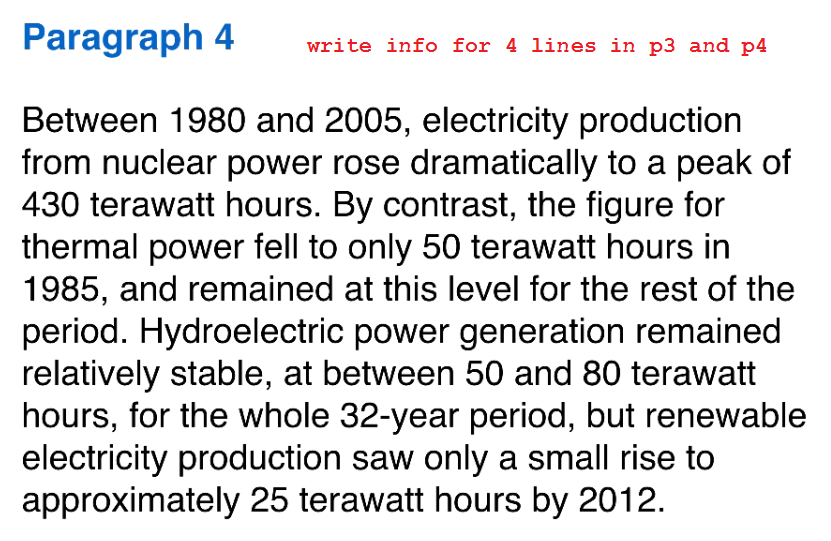 Paragraph 4 write info for 4 lines in p3 and p4
Between 1980 and 2005, electricity production
from nuclear power rose dramatically to a peak of
430 terawatt hours. By contrast, the figure for
thermal power fell to only 50 terawatt hours in
1985, and remained at this level for the rest of the
period. Hydroelectric power generation remained
relatively stable, at between 50 and 80 terawatt
hours, for the whole 32-year period, but renewable
electricity production saw only a small rise to
approximately 25 terawatt hours by 2012.